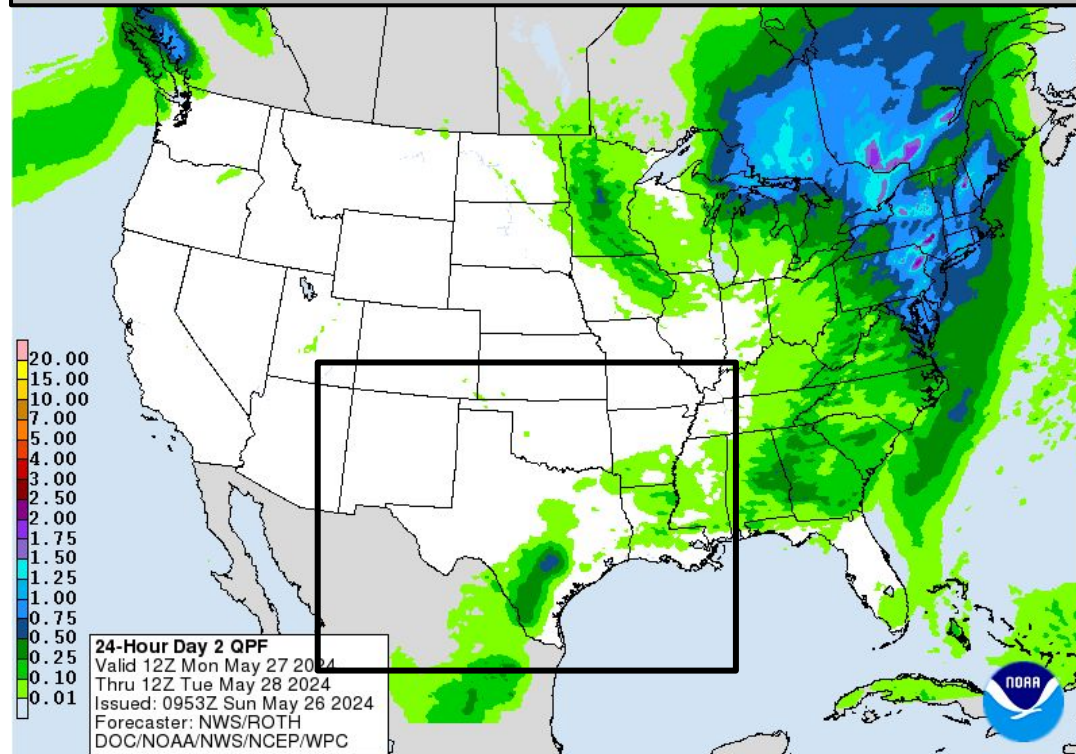 20.00
15.00
10.00
7.00
5.00
4.00
3.00
2.50
2.00
1.75
1.50
1.25
1.00
0.75
0.50
0.25
0.10
0.01
24-Hour Day 2 QPF
Valid 12Z Mon May 27 2024
Thru 12Z Tue May 28 2024
Issued: 0953Z Sun May 26 2024
Forecaster: NWS/ROTH
DOC/NOAA/NWS/NCEP/WPC
NOAA